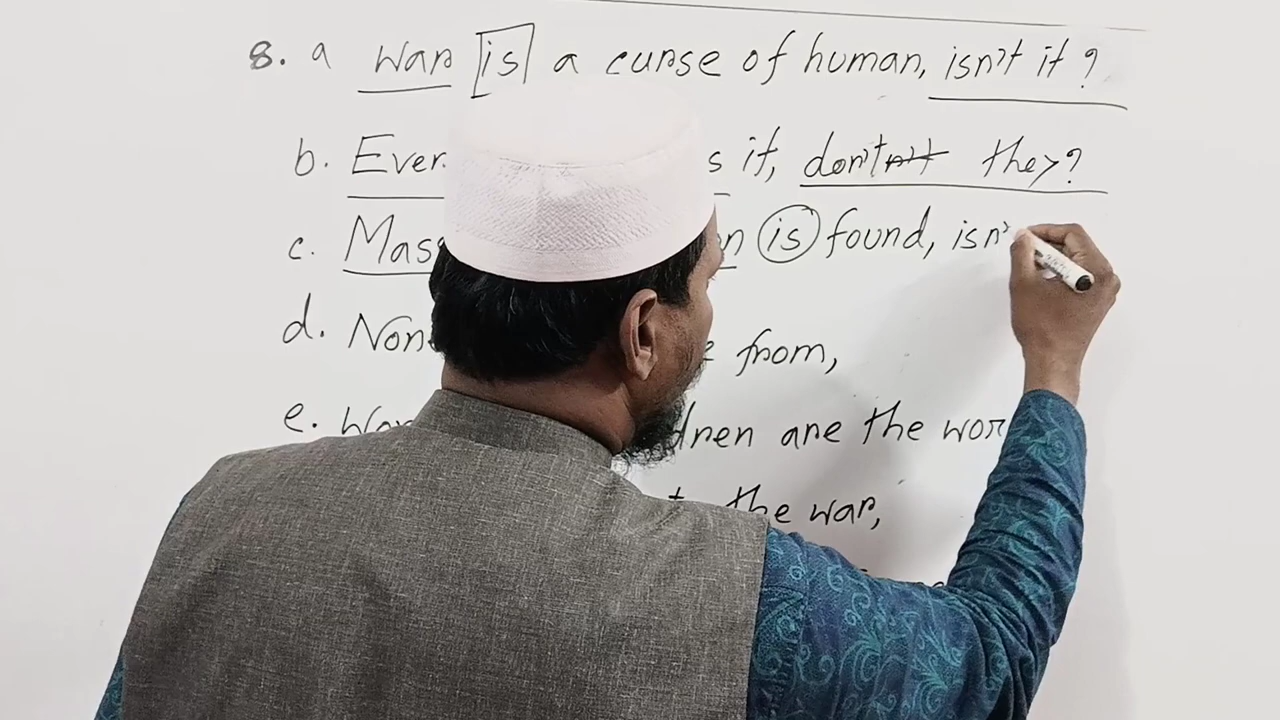 8. a war is a curse of human, isn't it?
b. Ever s it, don't they?
c. Mass n is found, isn'
d. Non from,
e. dren are the wor
the war,